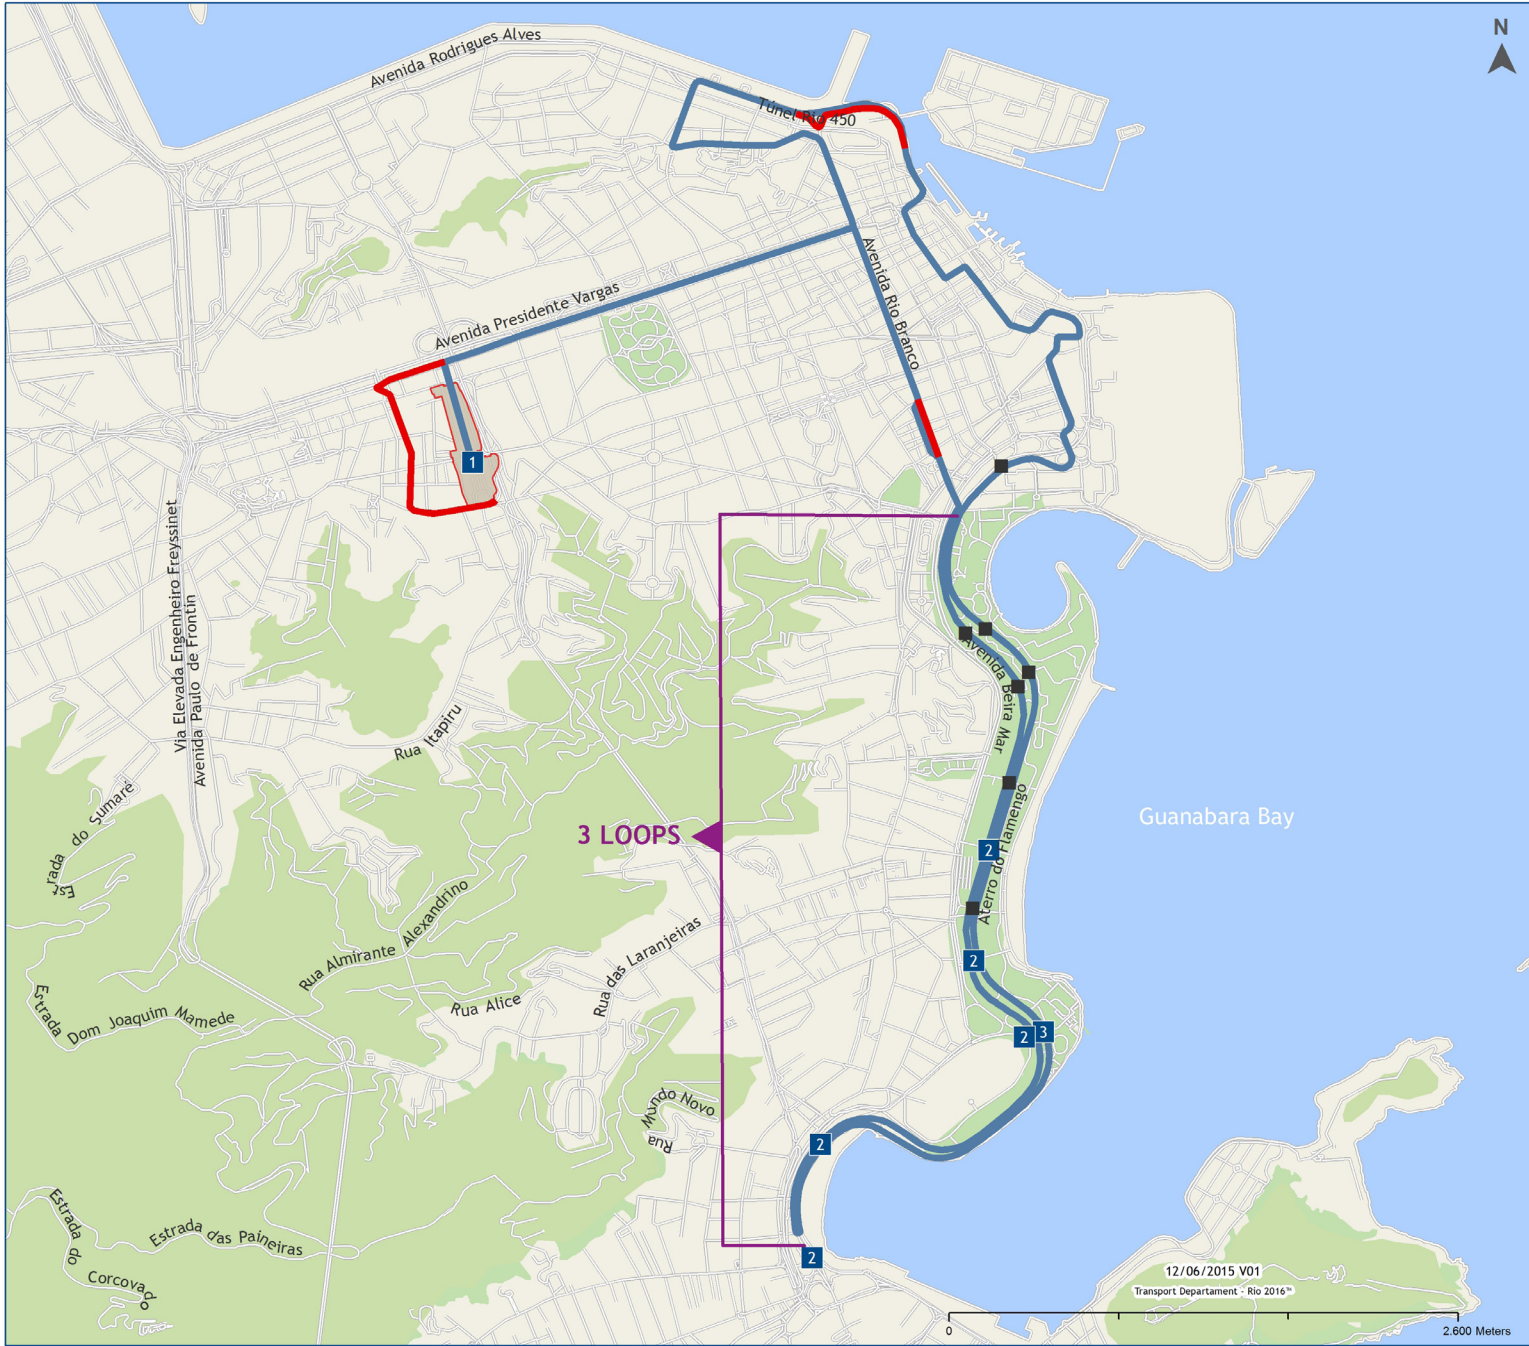 N
Avenida Rodrigues Alves
Túnel Rio 450
Avenida Presidente Vargas
Avenida Rio Branco
1
Via Elevada Engenheiro Freyssinet
Avenida Paulo de Frontin
Avenida Beira Mar
Rua Itapiru
Estrada do Sumaré
3 LOOPS
Guanabara Bay
Aterro do Flamengo
2
Rua Almirante Alexandrino
Rua das Laranjeiras
2
Rua Alice
Estrada Dom Joaquim Mamede
2
3
Rua Mundo Novo
2
Estrada das Paineiras
Estrada do Corcovado
2
12/06/2015 V01
Transport Departament - Rio 2016™
0
2.600 Meters